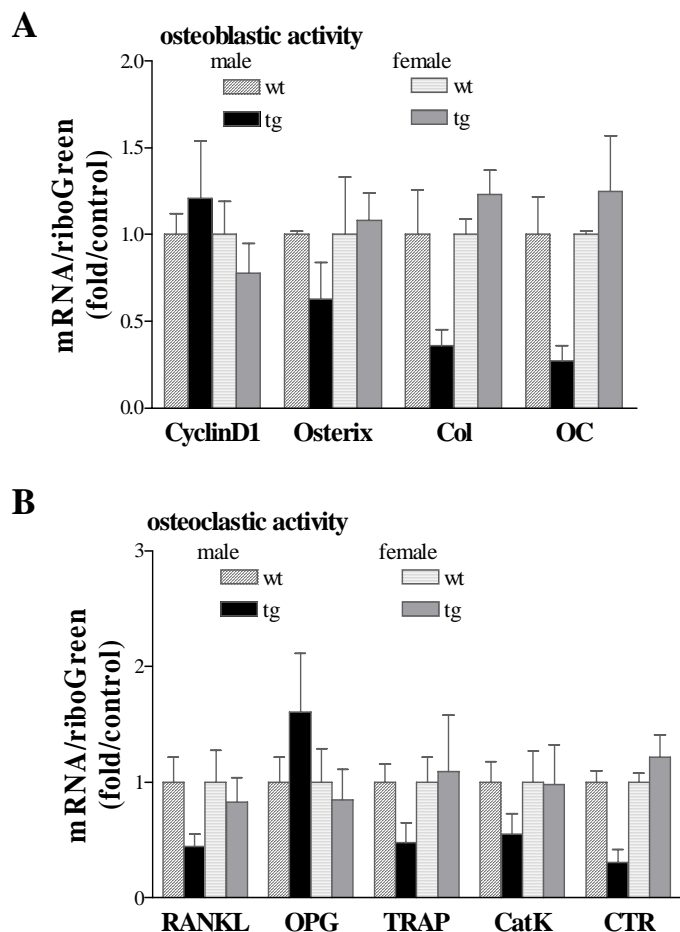 A
osteoblastic activity
male female
wt wt
tg tg
mRNA/riboGreen
(fold/control)
2.0
1.5
1.0
0.5
0.0
CyclinD1 Osterix Col OC
B
osteoclastic activity
male female
wt wt
tg tg
mRNA/riboGreen
(fold/control)
3
2
1
0
RANKL OPG TRAP CatK CTR